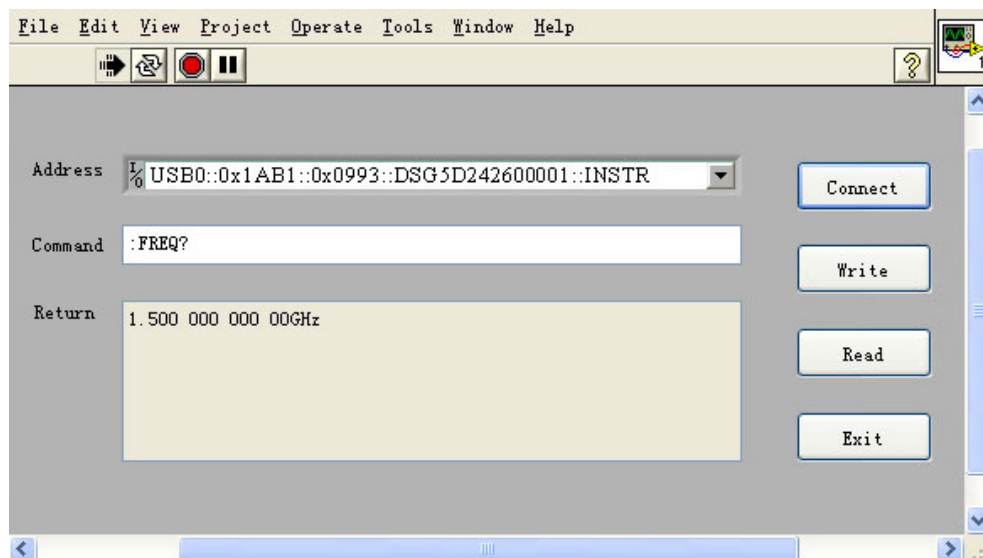 File Edit View Project Operate Tools Window Help
Address I/O USB0::0x1AB1::0x0993::DSG5D242600001::INSTR
Connect
Command :FREQ?
Write
Return 1.500 000 000 00GHz
Read
Exit